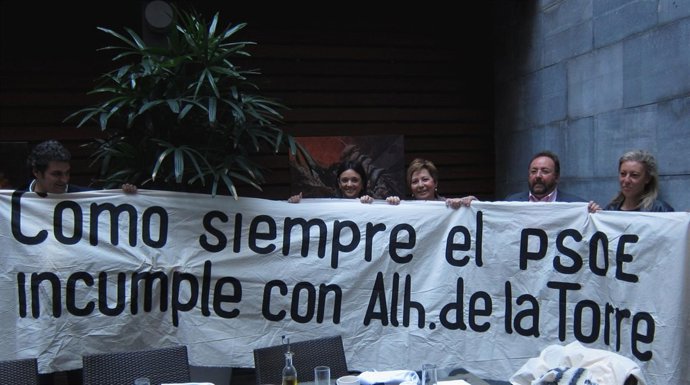 Como siempre el PSOE
incumple con Alh. de la Torre